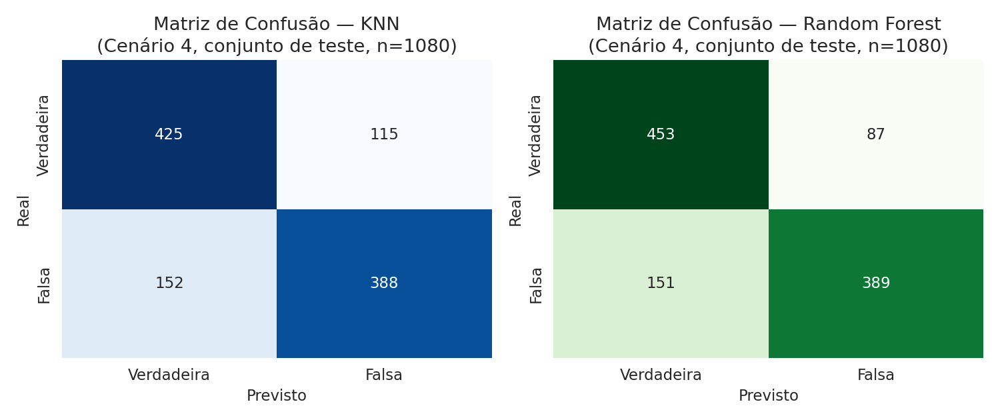 Matriz de Confusão — KNN
(Cenário 4, conjunto de teste, n=1080)
Real
Verdadeira
425
115
Falsa
152
388
Verdadeira
Falsa
Previsto
Matriz de Confusão — Random Forest
(Cenário 4, conjunto de teste, n=1080)
Real
Verdadeira
453
87
Falsa
151
389
Verdadeira
Falsa
Previsto